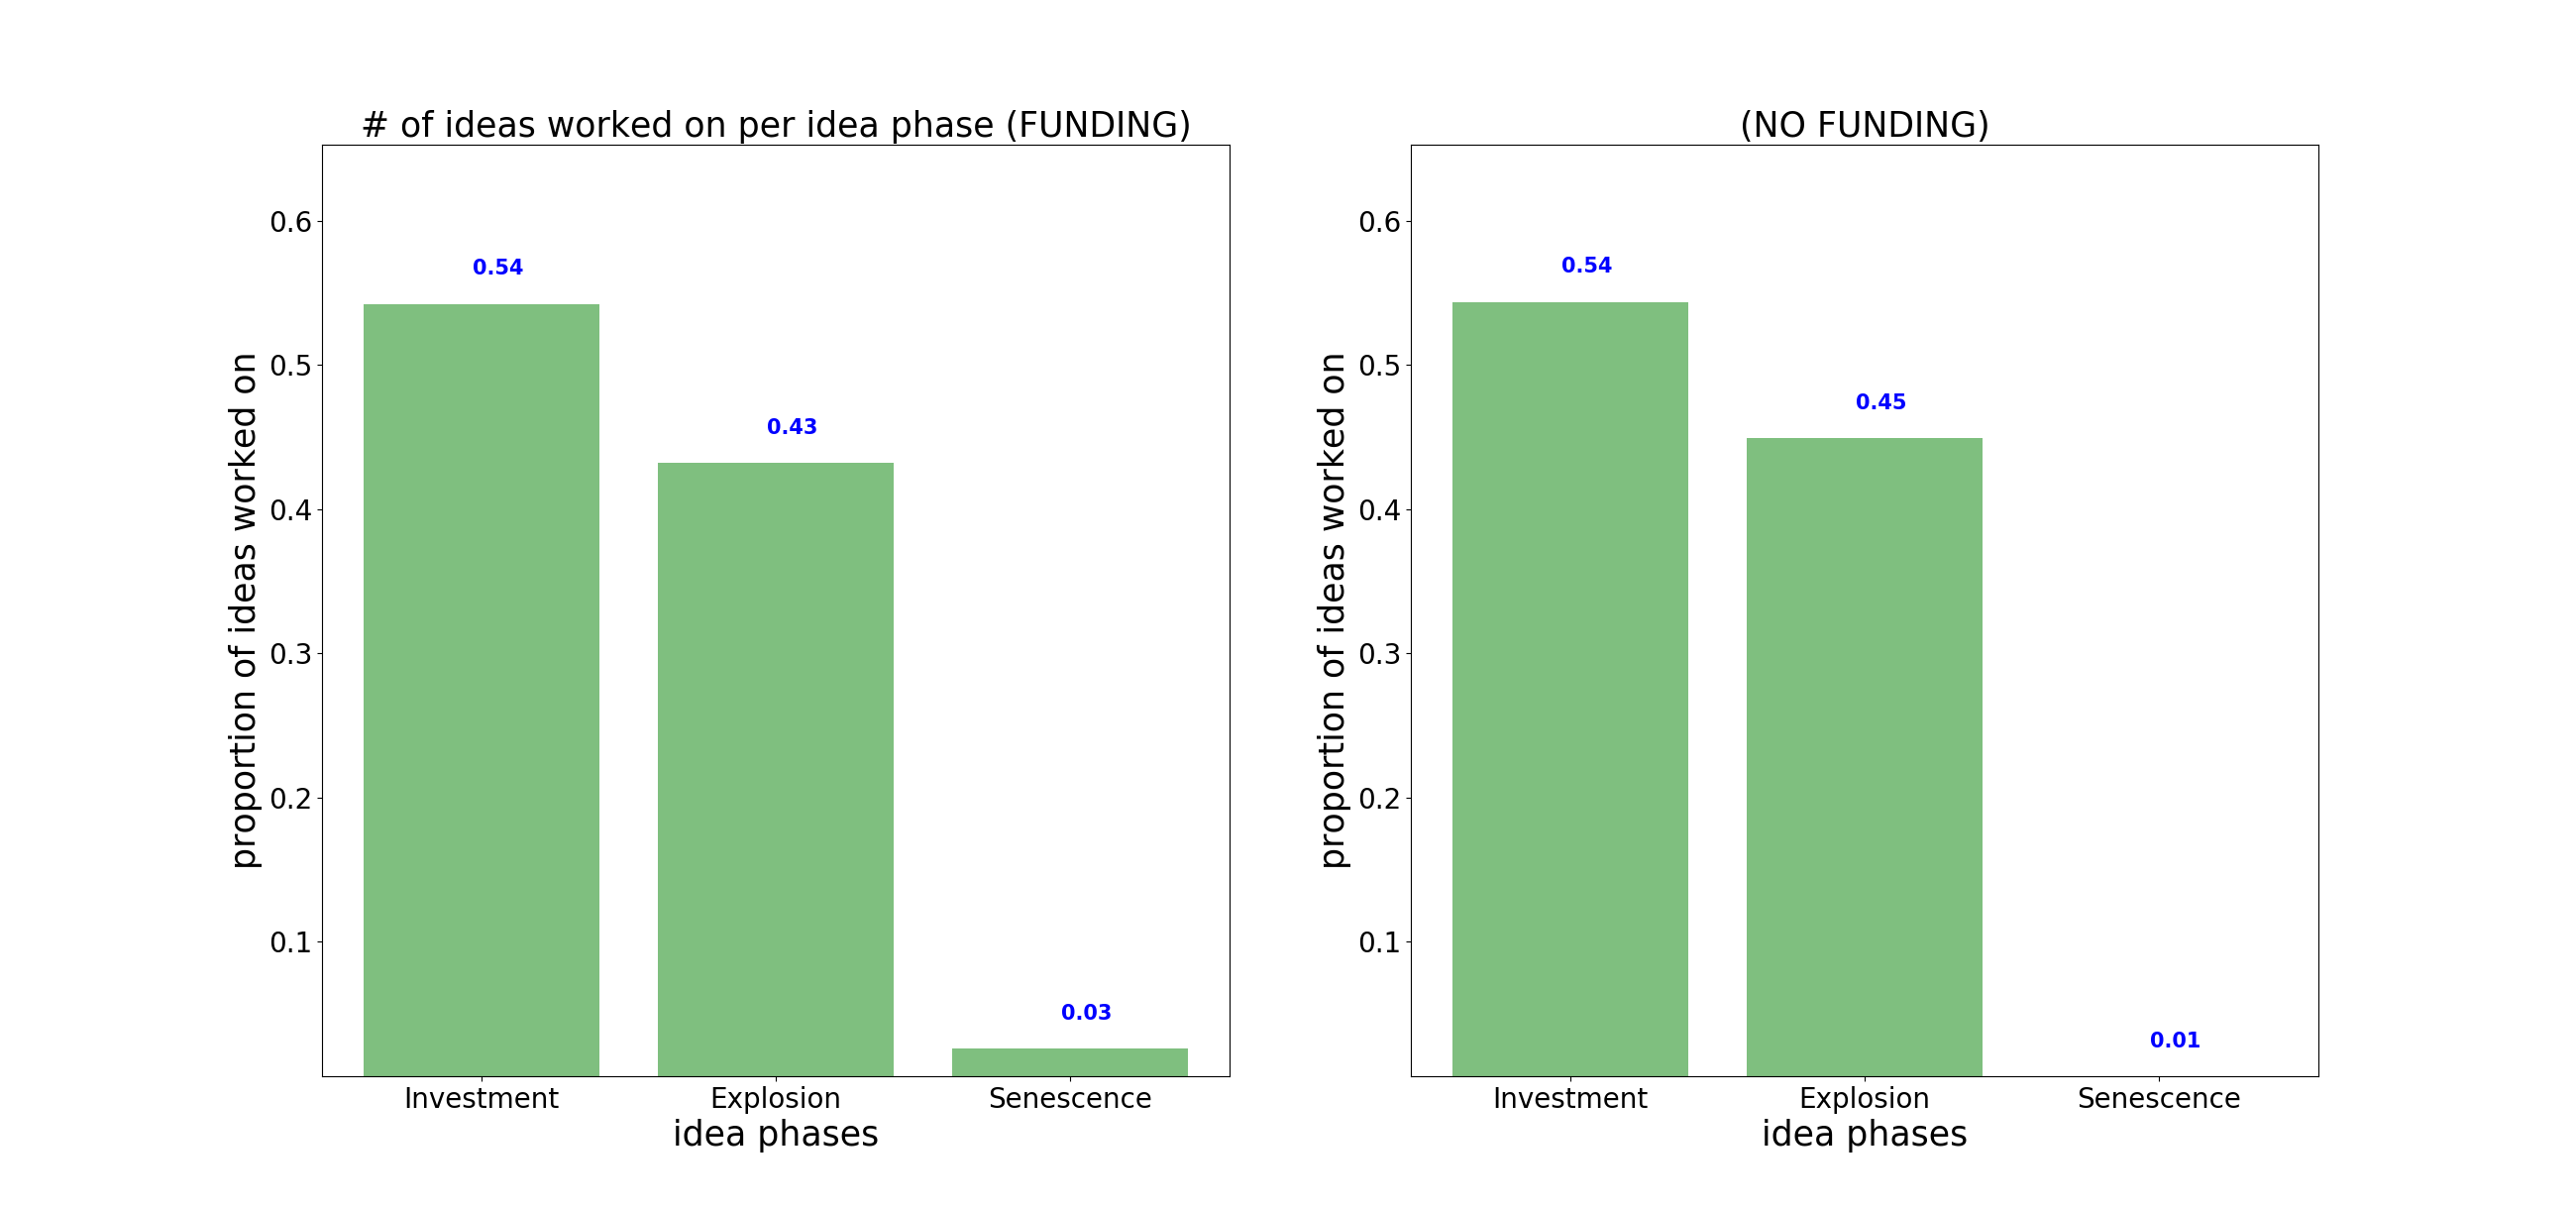 # of ideas worked on per idea phase (FUNDING)
proportion of ideas worked on
0.6
0.5
0.4
0.3
0.2
0.1
0.54
0.43
0.03
Investment Explosion Senescence
idea phases
(NO FUNDING)
proportion of ideas worked on
0.6
0.5
0.4
0.3
0.2
0.1
0.54
0.45
0.01
Investment Explosion Senescence
idea phases